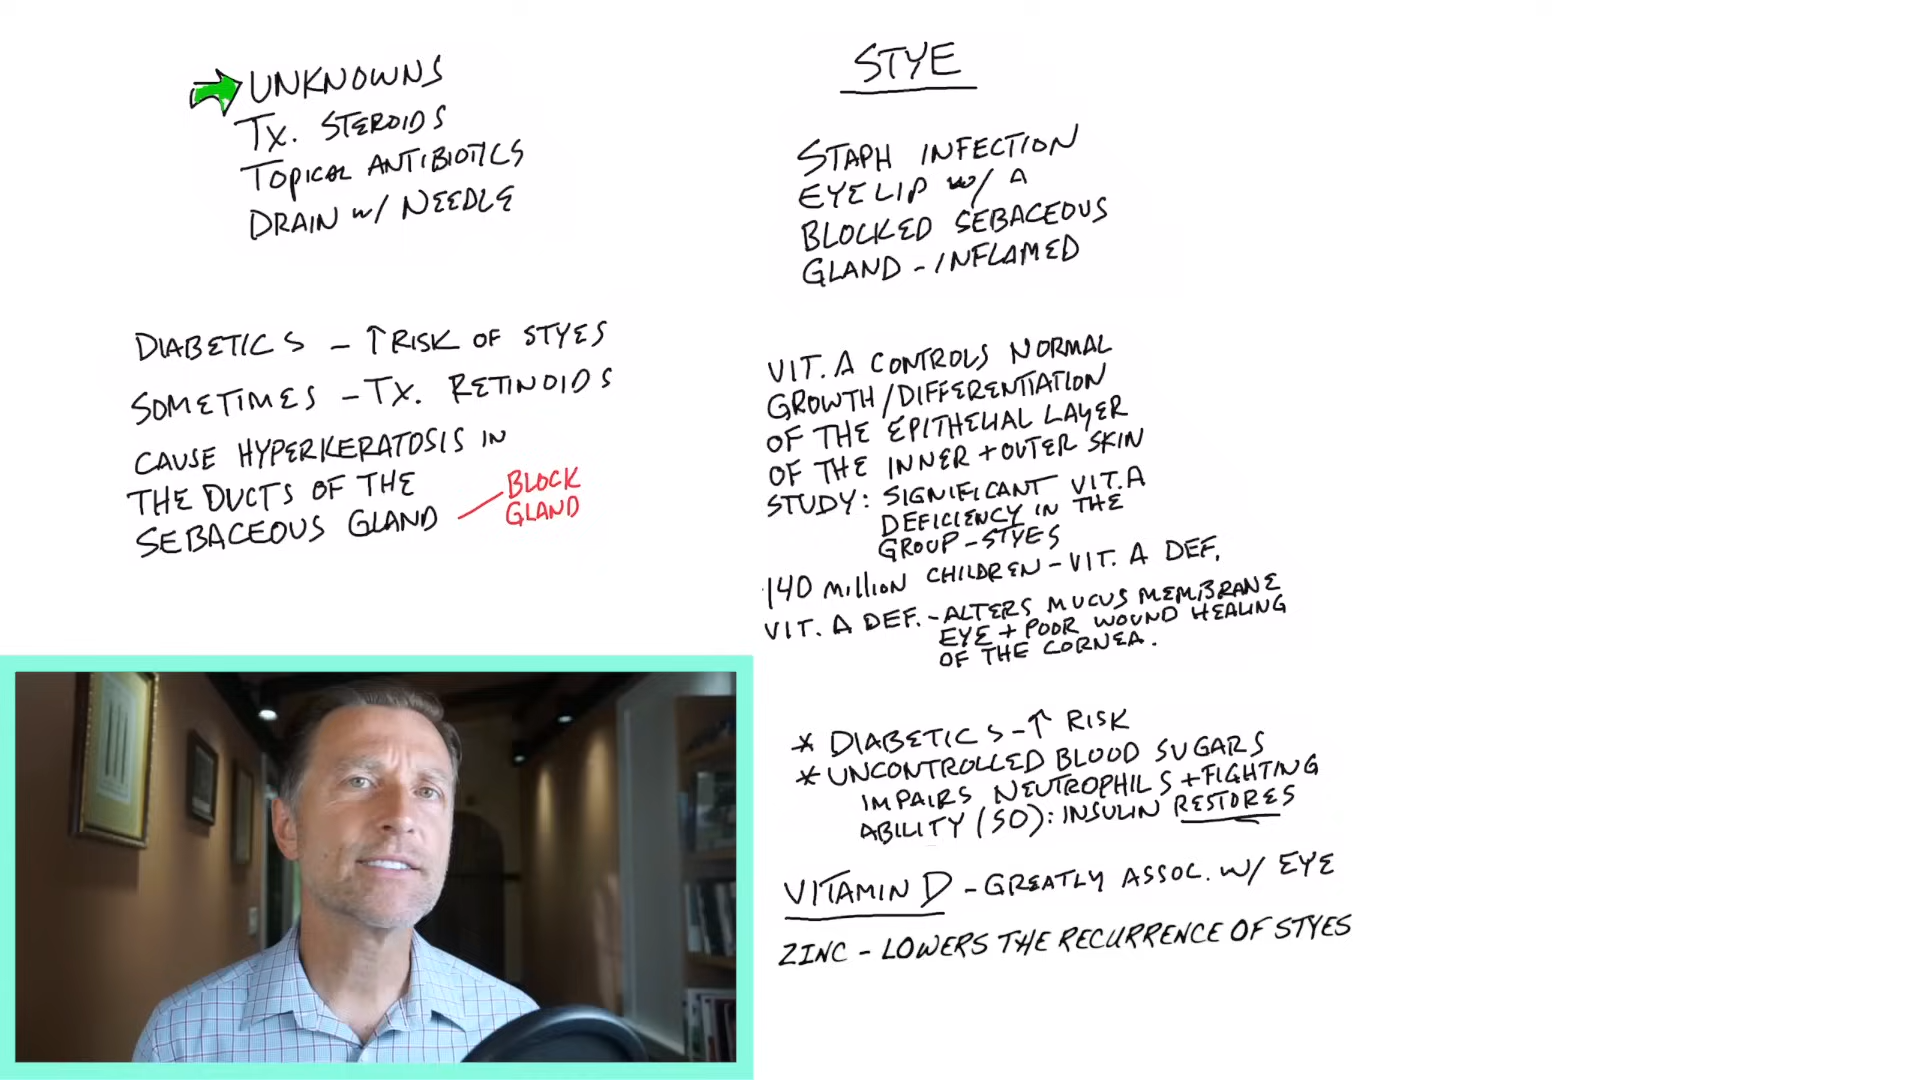 UNKNOWNS
TX. STEROIDS
TOPICAL ANTIBIOTICS
DRAIN w/ NEEDLE
DIABETICS - ↑RISK OF STYES
SOMETIMES - TX. RETINOIDS
CAUSE HYPERKERATOSIS IN
THE DUCTS OF THE
SEBACEOUS GLAND
BLOCK
GLAND
STYE
STAPH INFECTION
EYELIP w/ A
BLOCKED SEBACEOUS
GLAND - INFLAMED
VIT. A CONTROLS NORMAL
GROWTH/DIFFERENTIATION
OF THE EPITHELIAL LAYER
OF THE INNER + OUTER SKIN
STUDY: SIGNIFICANT VIT. A
DEFICIENCY IN THE
GROUP - STYES
140 million CHILDREN - VIT. A DEF.
VIT. A DEF. - ALTERS MUCUS MEMBRANE
EYE + POOR WOUND HEALING
OF THE CORNEA.
* DIABETICS - ↑ RISK
* UNCONTROLLED BLOOD SUGARS
IMPAIRS NEUTROPHILS + FIGHTING
ABILITY (SO): INSULIN RESTORES
VITAMIN D - GREATLY ASSOC. W/ EYE
ZINC - LOWERS THE RECURRENCE OF STYES